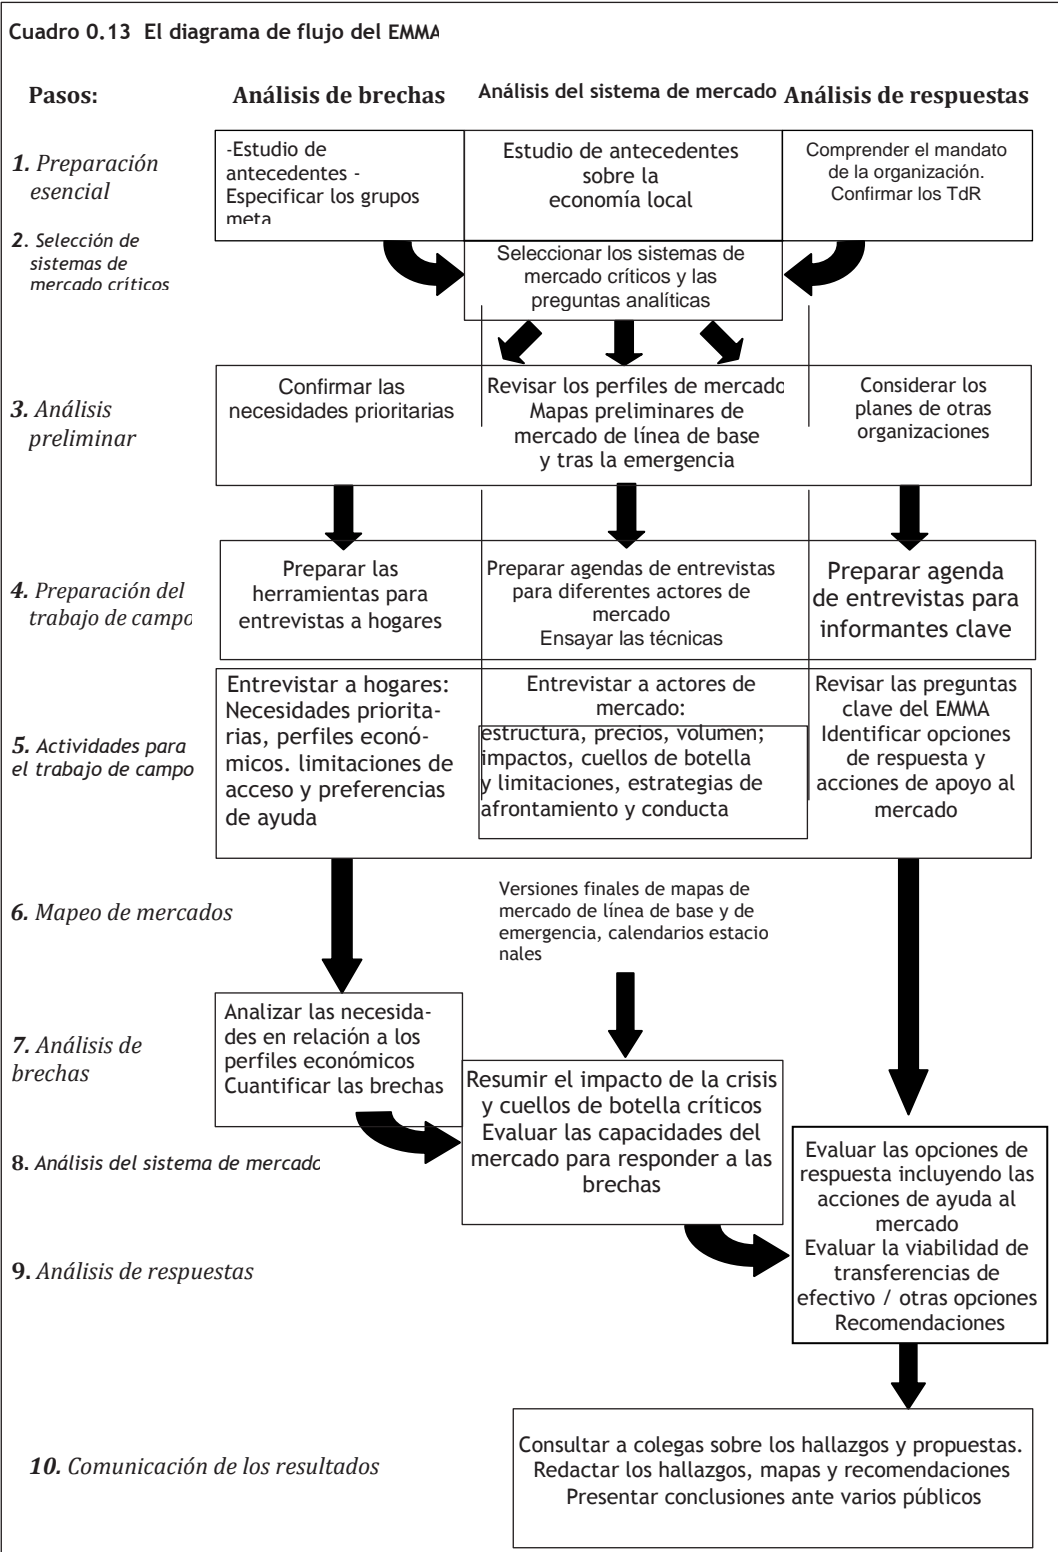 Cuadro 0.13 El diagrama de flujo del EMMA
Pasos:
Análisis de brechas
Análisis del sistema de mercado
Análisis de respuestas
1. Preparación
esencial
-Estudio de
antecedentes -
Especificar los grupos
meta
Estudio de antecedentes
sobre la
economía local
Comprender el mandato
de la organización.
Confirmar los TdR
2. Selección de
sistemas de
mercado críticos
Seleccionar los sistemas de
mercado críticos y las
preguntas analíticas
3. Análisis
preliminar
Confirmar las
necesidades prioritarias
Revisar los perfiles de mercado
Mapas preliminares de
mercado de línea de base
y tras la emergencia
Considerar los
planes de otras
organizaciones
4. Preparación del
trabajo de campo
Preparar las
herramientas para
entrevistas a hogares
Preparar agendas de entrevistas
para diferentes actores de
mercado
Ensayar las técnicas
Preparar agenda
de entrevistas para
informantes clave
5. Actividades para
el trabajo de campo
Entrevistar a hogares:
Necesidades priorita-
rias, perfiles econó-
micos. limitaciones de
acceso y preferencias
de ayuda
Entrevistar a actores de
mercado:
estructura, precios, volumen;
impactos, cuellos de botella
y limitaciones, estrategias de
afrontamiento y conducta
Revisar las preguntas
clave del EMMA
Identificar opciones
de respuesta y
acciones de apoyo al
mercado
6. Mapeo de mercados
Versiones finales de mapas de
mercado de línea de base y de
emergencia, calendarios estacio
nales
7. Análisis de
brechas
Analizar las necesida-
des en relación a los
perfiles económicos
Cuantificar las brechas
8. Análisis del sistema de mercado
Resumir el impacto de la crisis
y cuellos de botella críticos
Evaluar las capacidades del
mercado para responder a las
brechas
9. Análisis de respuestas
Evaluar las opciones de
respuesta incluyendo las
acciones de ayuda al
mercado
Evaluar la viabilidad de
transferencias de
efectivo / otras opciones
Recomendaciones
10. Comunicación de los resultados
Consultar a colegas sobre los hallazgos y propuestas.
Redactar los hallazgos, mapas y recomendaciones
Presentar conclusiones ante varios públicos